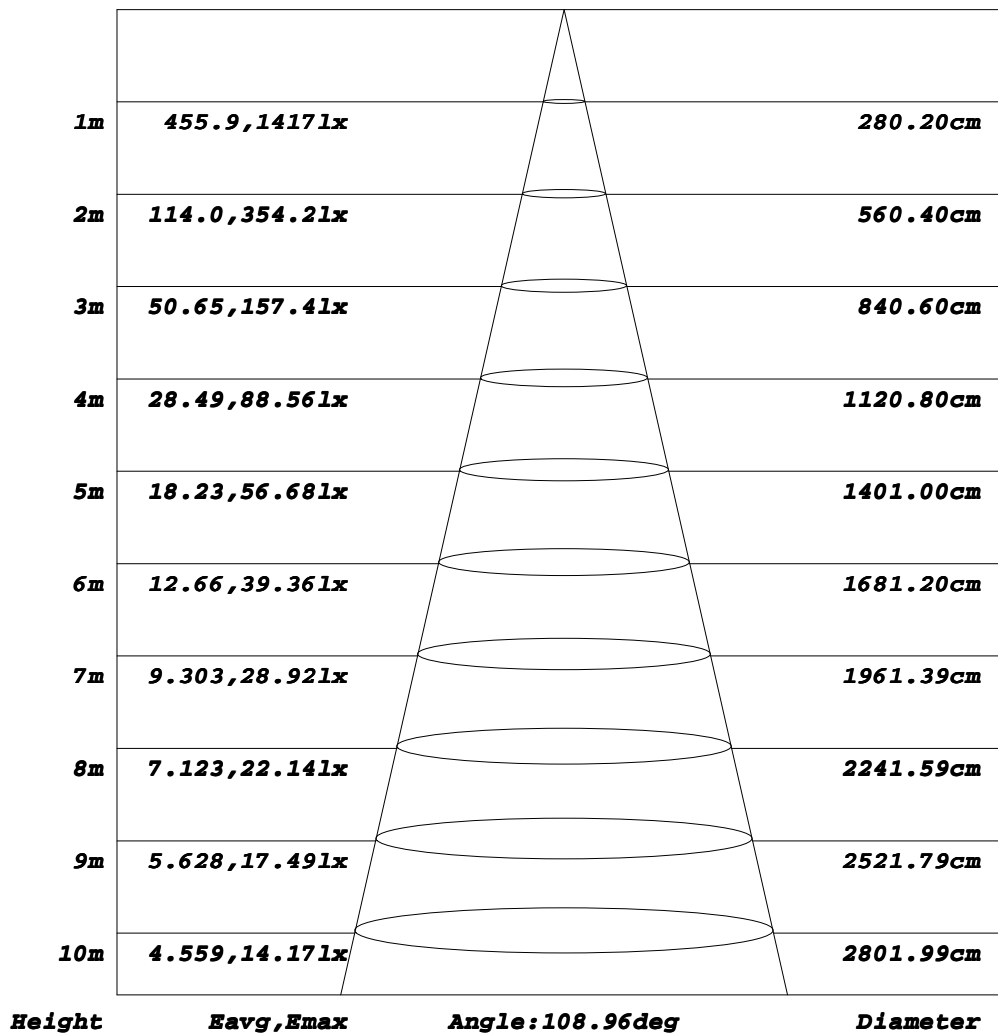 1m 455.9,1417lx 280.20cm
2m 114.0,354.2lx 560.40cm
3m 50.65,157.4lx 840.60cm
4m 28.49,88.56lx 1120.80cm
5m 18.23,56.68lx 1401.00cm
6m 12.66,39.36lx 1681.20cm
7m 9.303,28.92lx 1961.39cm
8m 7.123,22.14lx 2241.59cm
9m 5.628,17.49lx 2521.79cm
10m 4.559,14.17lx 2801.99cm
Height Eavg,Emax Angle:108.96deg Diameter